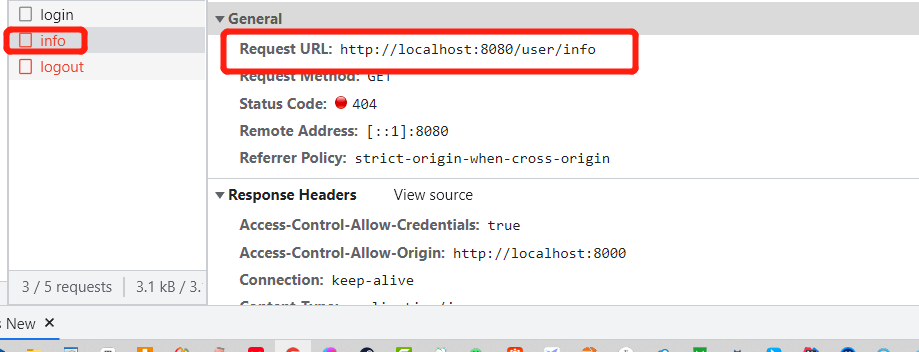 login
info
logout
General
Request URL: http://localhost:8080/user/info
Request Method: GET
Status Code: 404
Remote Address: [::1]:8080
Referrer Policy: strict-origin-when-cross-origin
Response Headers View source
Access-Control-Allow-Credentials: true
Access-Control-Allow-Origin: http://localhost:8000
Connection: keep-alive
3 / 5 requests 3.1 kB / 3.
s New